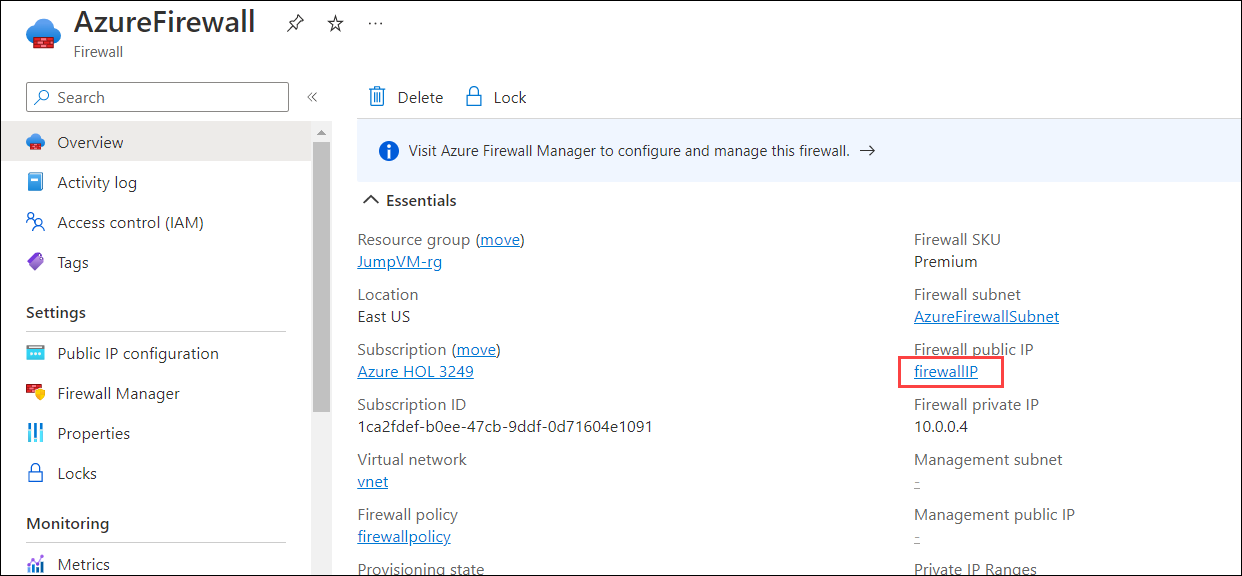 AzureFirewall
Firewall
Search
Overview
Activity log
Access control (IAM)
Tags
Settings
Public IP configuration
Firewall Manager
Properties
Locks
Monitoring
Metrics
Delete
Lock
Visit Azure Firewall Manager to configure and manage this firewall.
Essentials
Resource group (move)
JumpVM-rg
Location
East US
Subscription (move)
Azure HOL 3249
Subscription ID
1ca2fdef-b0ee-47cb-9ddf-0d71604e1091
Virtual network
vnet
Firewall policy
firewallpolicy
Provisioning state
Firewall SKU
Premium
Firewall subnet
AzureFirewallSubnet
Firewall public IP
firewallIP
Firewall private IP
10.0.0.4
Management subnet
-
Management public IP
-
Private IP Ranges